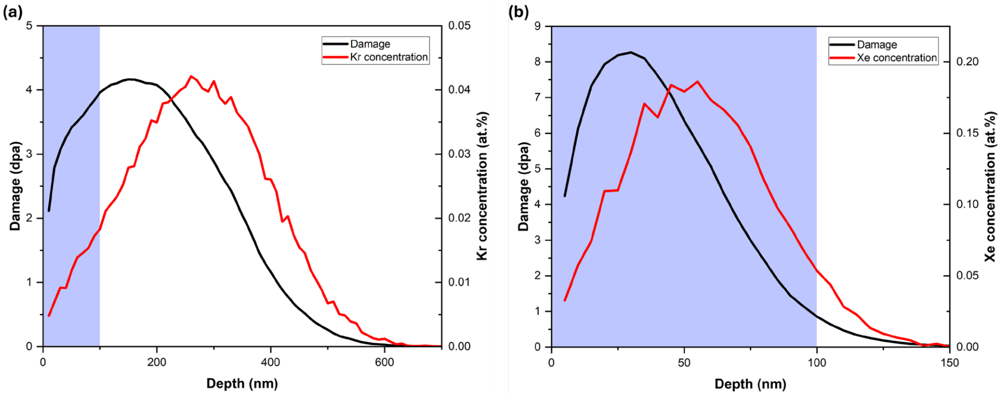 (a)
5
4
3
2
1
0
Damage (dpa)
0
200
400
600
Depth (nm)
0.05
0.04
0.03
0.02
0.01
0.00
Kr concentration (at.%)
Damage
Kr concentration
(b)
9
8
7
6
5
4
3
2
1
0
Damage (dpa)
0
50
100
150
Depth (nm)
0.20
0.15
0.10
0.05
0.00
Xe concentration (at.%)
Damage
Xe concentration